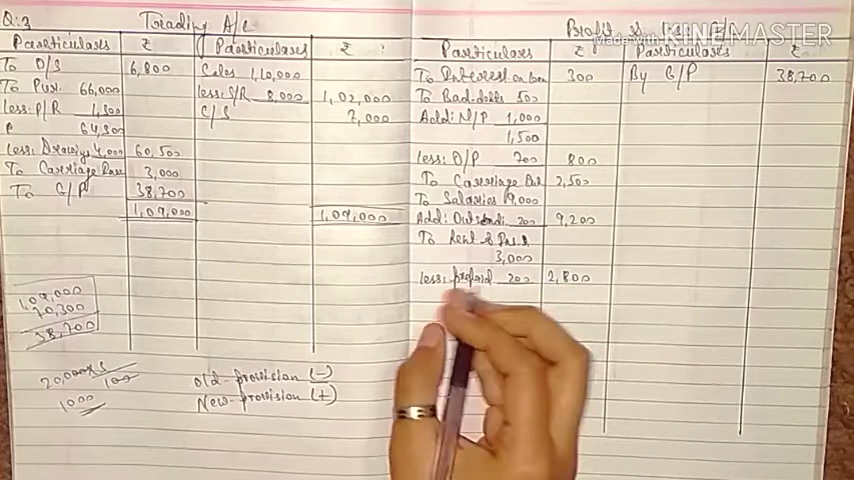 Q:3
Trading A/c
Particulars ₹ Particulars ₹
To O/S 6,800 Sales 1,10,000
To Pur. 66,000 less: S/R 8,000 1,02,000
less: P/R 1,500 C/S 7,000
64,500
less: Drawings 4,000 60,500
To Carriage 3,000
To G/P 38,700
1,09,000 1,09,000
1,09,000
70,300
38,700
20,000 × 5
100
1000
Old-provision (-)
New-provision (+)
Profit & A/c
Made with KINEMASTER
Particulars ₹ Particulars ₹
To Interest on 300 By G/P 38,700
To Bad-debts 500
Add: N/P 1,000
1,500
less: O/P 700 800
To Carriage Out 2,500
To Salaries 9,000
Add: 200 9,200
To Rent &
3,000
less: prepaid 200 2,800